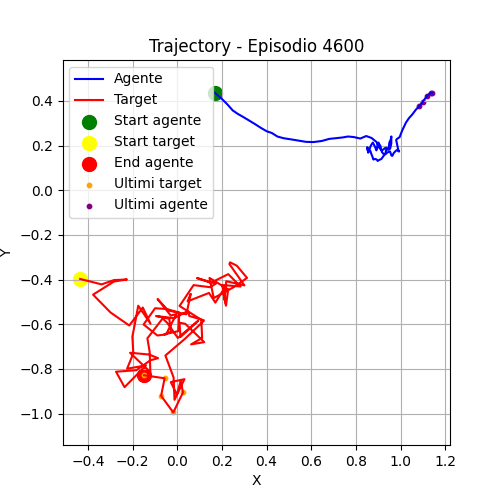 Trajectory - Episodio 4600
Agente
Target
Start agente
Start target
End agente
Ultimi target
Ultimi agente
Y
0.4
0.2
0.0
−0.2
−0.4
−0.6
−0.8
−1.0
−0.4 −0.2 0.0 0.2 0.4 0.6 0.8 1.0 1.2
X